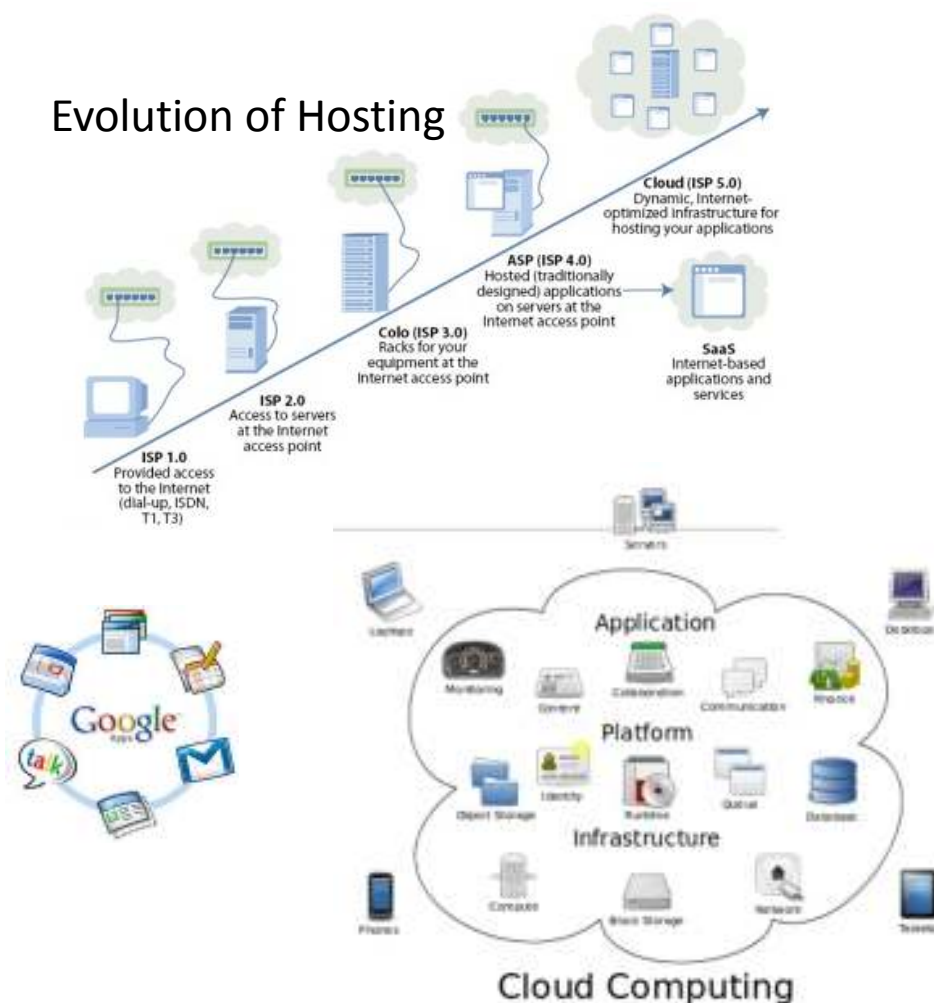 Evolution of Hosting
Cloud (ISP 5.0)
Dynamic, Internet-
optimized infrastructure for
hosting your applications
ASP (ISP 4.0)
Hosted (traditionally
designed) applications
on servers at the
Internet access point
SaaS
Internet-based
applications and
services
Colo (ISP 3.0)
Racks for your
equipment at the
Internet access point
ISP 2.0
Access to servers
at the Internet
access point
ISP 1.0
Provided access
to the Internet
(dial-up, ISDN,
T1, T3)
Google
Apps
talk
Servers
Laptops
Application
Monitoring
Content
Collaboration
Communication
Finance
Platform
Object Storage
Identity
Runtime
Queue
Database
Infrastructure
Compute
Block Storage
Network
Phones
Cloud Computing